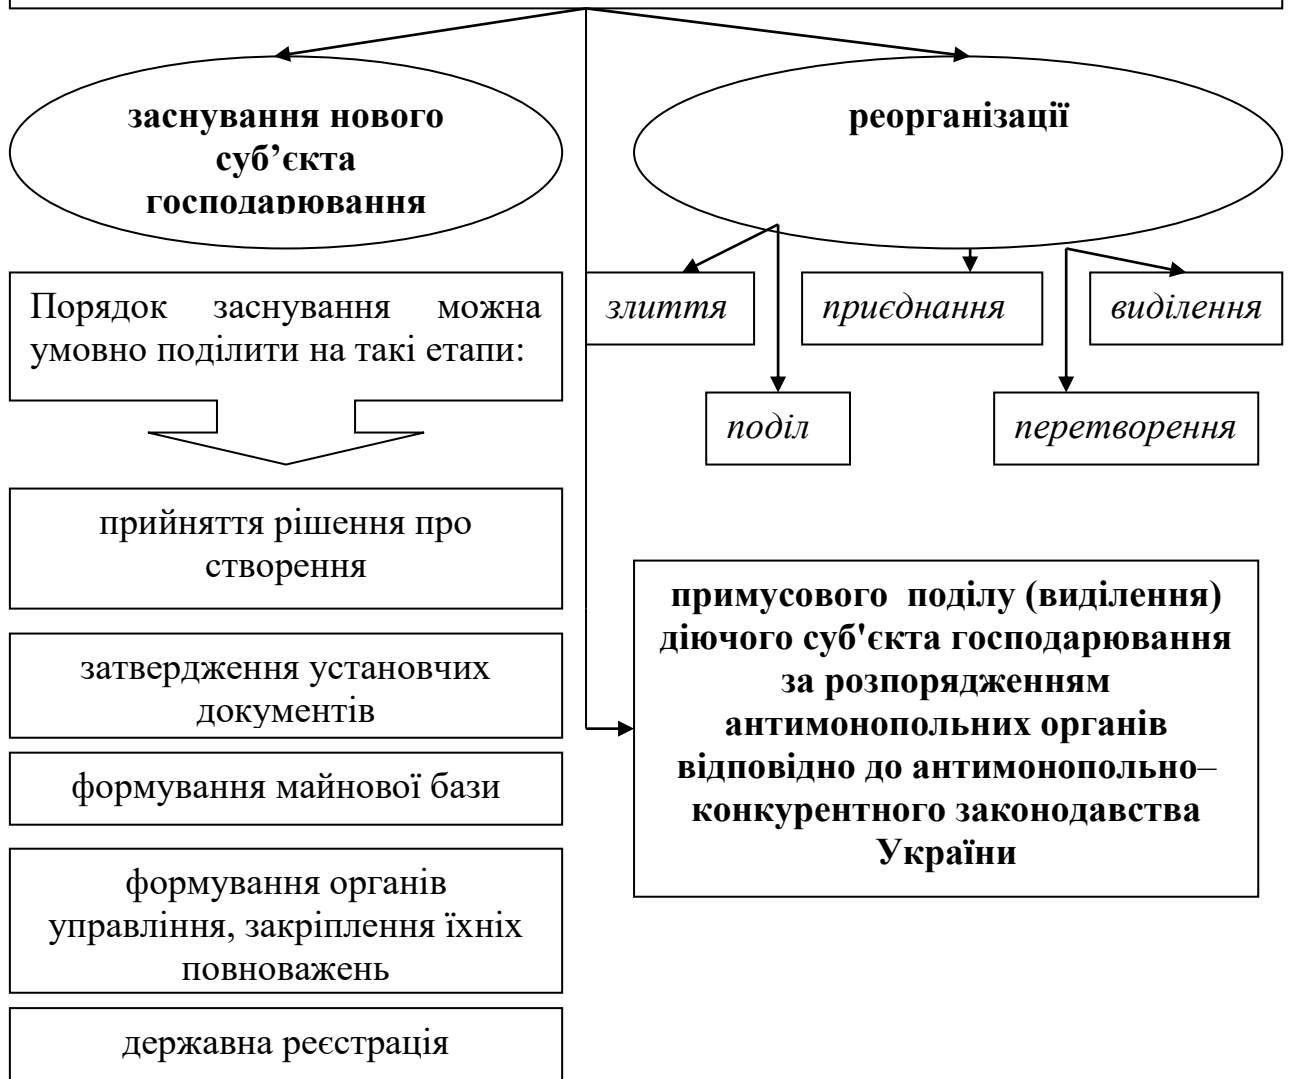 заснування нового
суб’єкта
господарювання
реорганізації
Порядок заснування можна
умовно поділити на такі етапи:
злиття
приєднання
виділення
поділ
перетворення
прийняття рішення про
створення
затвердження установчих
документів
формування майнової бази
формування органів
управління, закріплення їхніх
повноважень
державна реєстрація
примусового поділу (виділення)
діючого суб'єкта господарювання
за розпорядженням
антимонопольних органів
відповідно до антимонопольно–
конкурентного законодавства
України